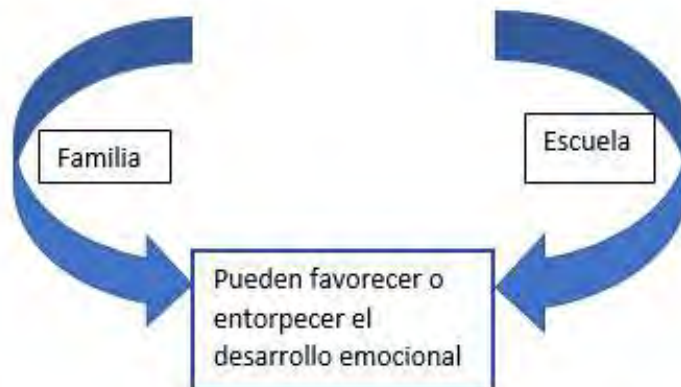 Familia
Escuela
Pueden favorecer o
entorpecer el
desarrollo emocional